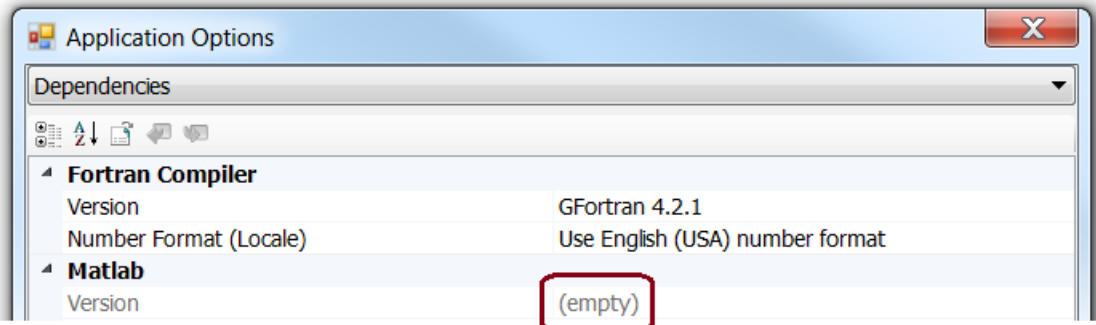 Application Options
Dependencies
Fortran Compiler
Version GFortran 4.2.1
Number Format (Locale) Use English (USA) number format
Matlab
Version (empty)